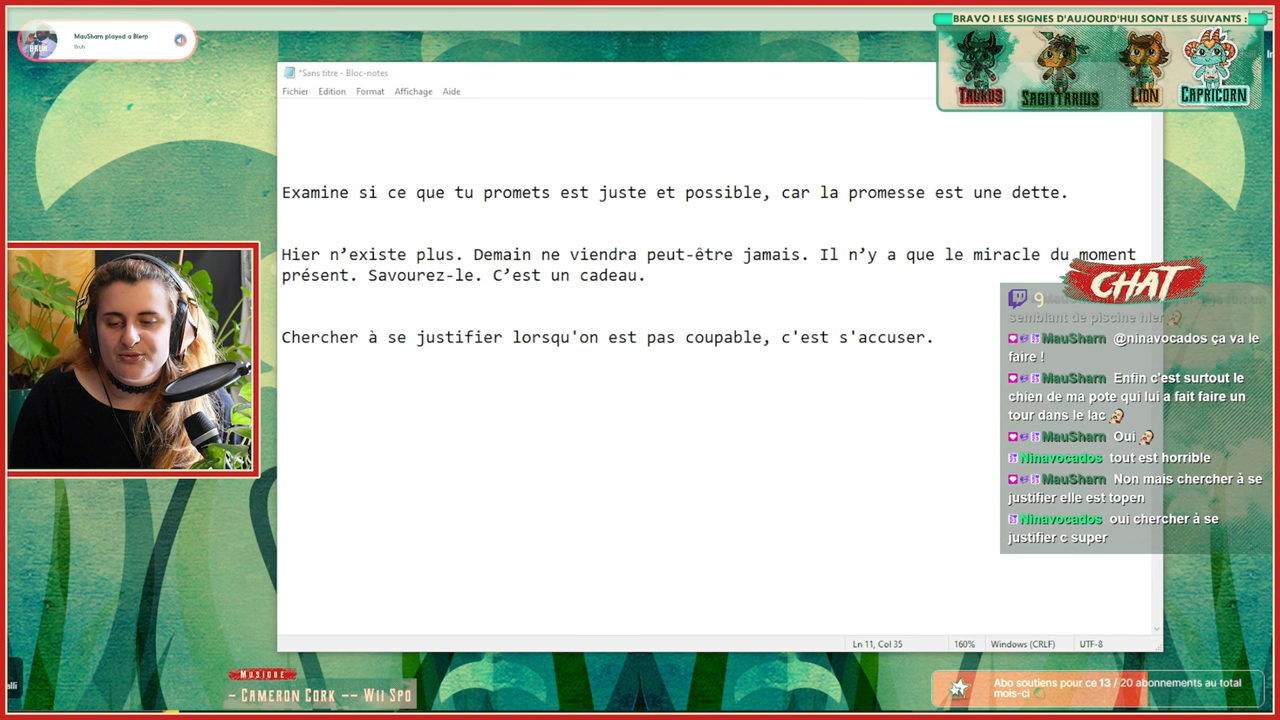 MauSharn played a Blerp
Bruh
BRUH
BRAVO ! LES SIGNES D'AUJOURD'HUI SONT LES SUIVANTS :
TAURUS
SAGITTARIUS
LION
CAPRICORN
*Sans titre - Bloc-notes
Fichier Edition Format Affichage Aide
Examine si ce que tu promets est juste et possible, car la promesse est une dette.
Hier n’existe plus. Demain ne viendra peut-être jamais. Il n’y a que le miracle du moment
présent. Savourez-le. C’est un cadeau.
Chercher à se justifier lorsqu'on est pas coupable, c'est s'accuser.
CHAT
9
semblant de piscine hier
MauSharn @ninavocados ça va le
faire !
MauSharn Enfin c'est surtout le
chien de ma pote qui lui a fait faire un
tour dans le lac
MauSharn Oui
Ninavocados tout est horrible
MauSharn Non mais chercher à se
justifier elle est topen
Ninavocados oui chercher à se
justifier c super
Ln 11, Col 35 160% Windows (CRLF) UTF-8
alli
MUSIQUE
- CAMERON CORK -- WII SPO
Abo soutiens pour ce 13 / 20 abonnements au total
mois-ci